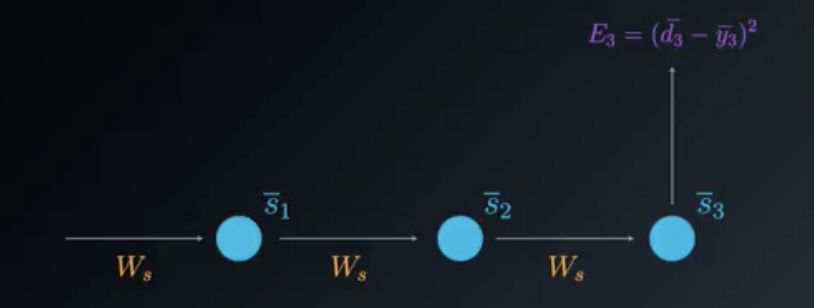 E₃ = (d̄₃ − ȳ₃)²
s̄₁ s̄₂ s̄₃
Wₛ Wₛ Wₛ